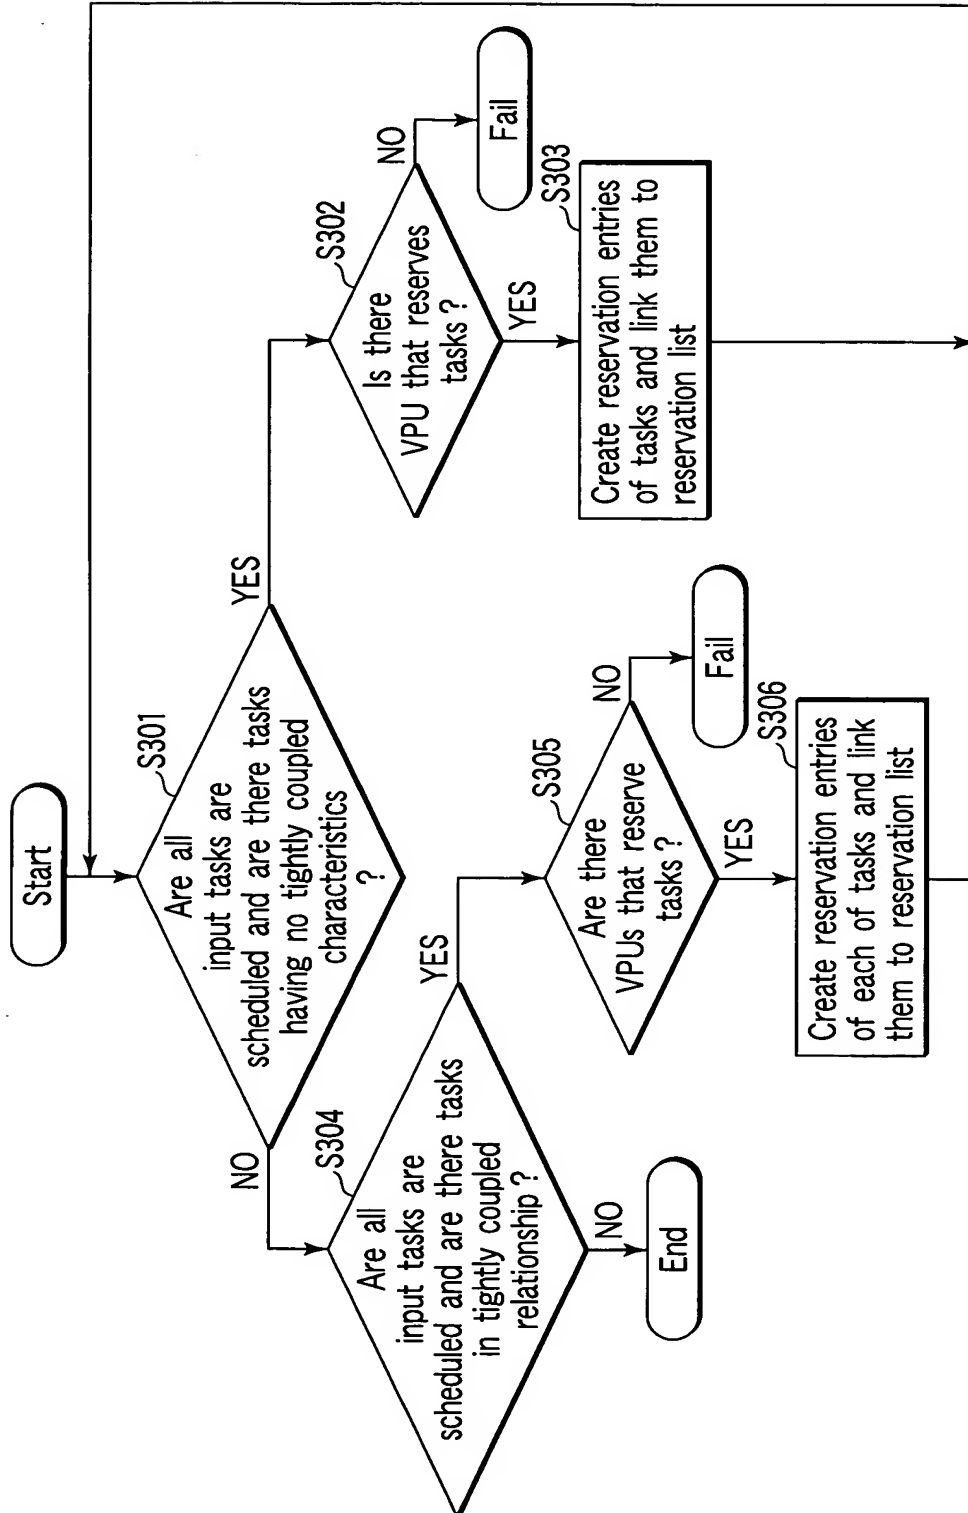 Start
S301
Are all
input tasks are
scheduled and are there tasks
having no tightly coupled
characteristics
?
YES
NO
S302
Is there
VPU that reserves
tasks ?
NO
Fail
YES
S303
Create reservation entries
of tasks and link them to
reservation list
S304
Are all
input tasks are
scheduled and are there tasks
in tightly coupled
relationship ?
YES
NO
End
S305
Are there
VPUs that reserve
tasks ?
NO
Fail
YES
S306
Create reservation entries
of each of tasks and link
them to reservation list